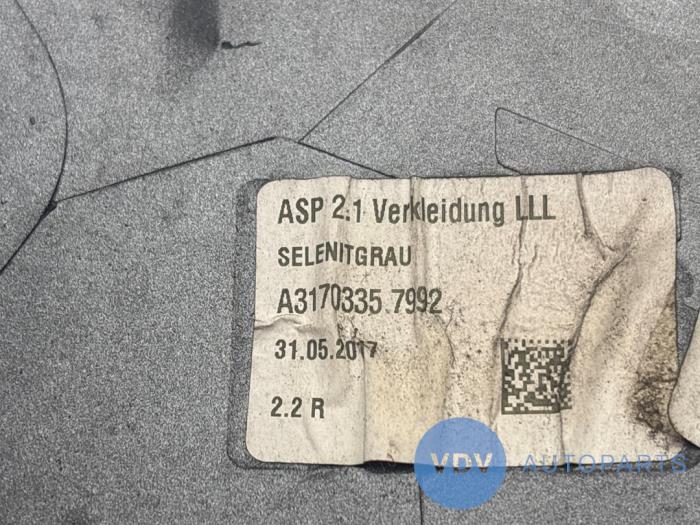 ASP 2.1 Verkleidung LLL
SELENITGRAU
A3170335 7992
31.05.2017
2.2 R
VDV AUTOPARTS